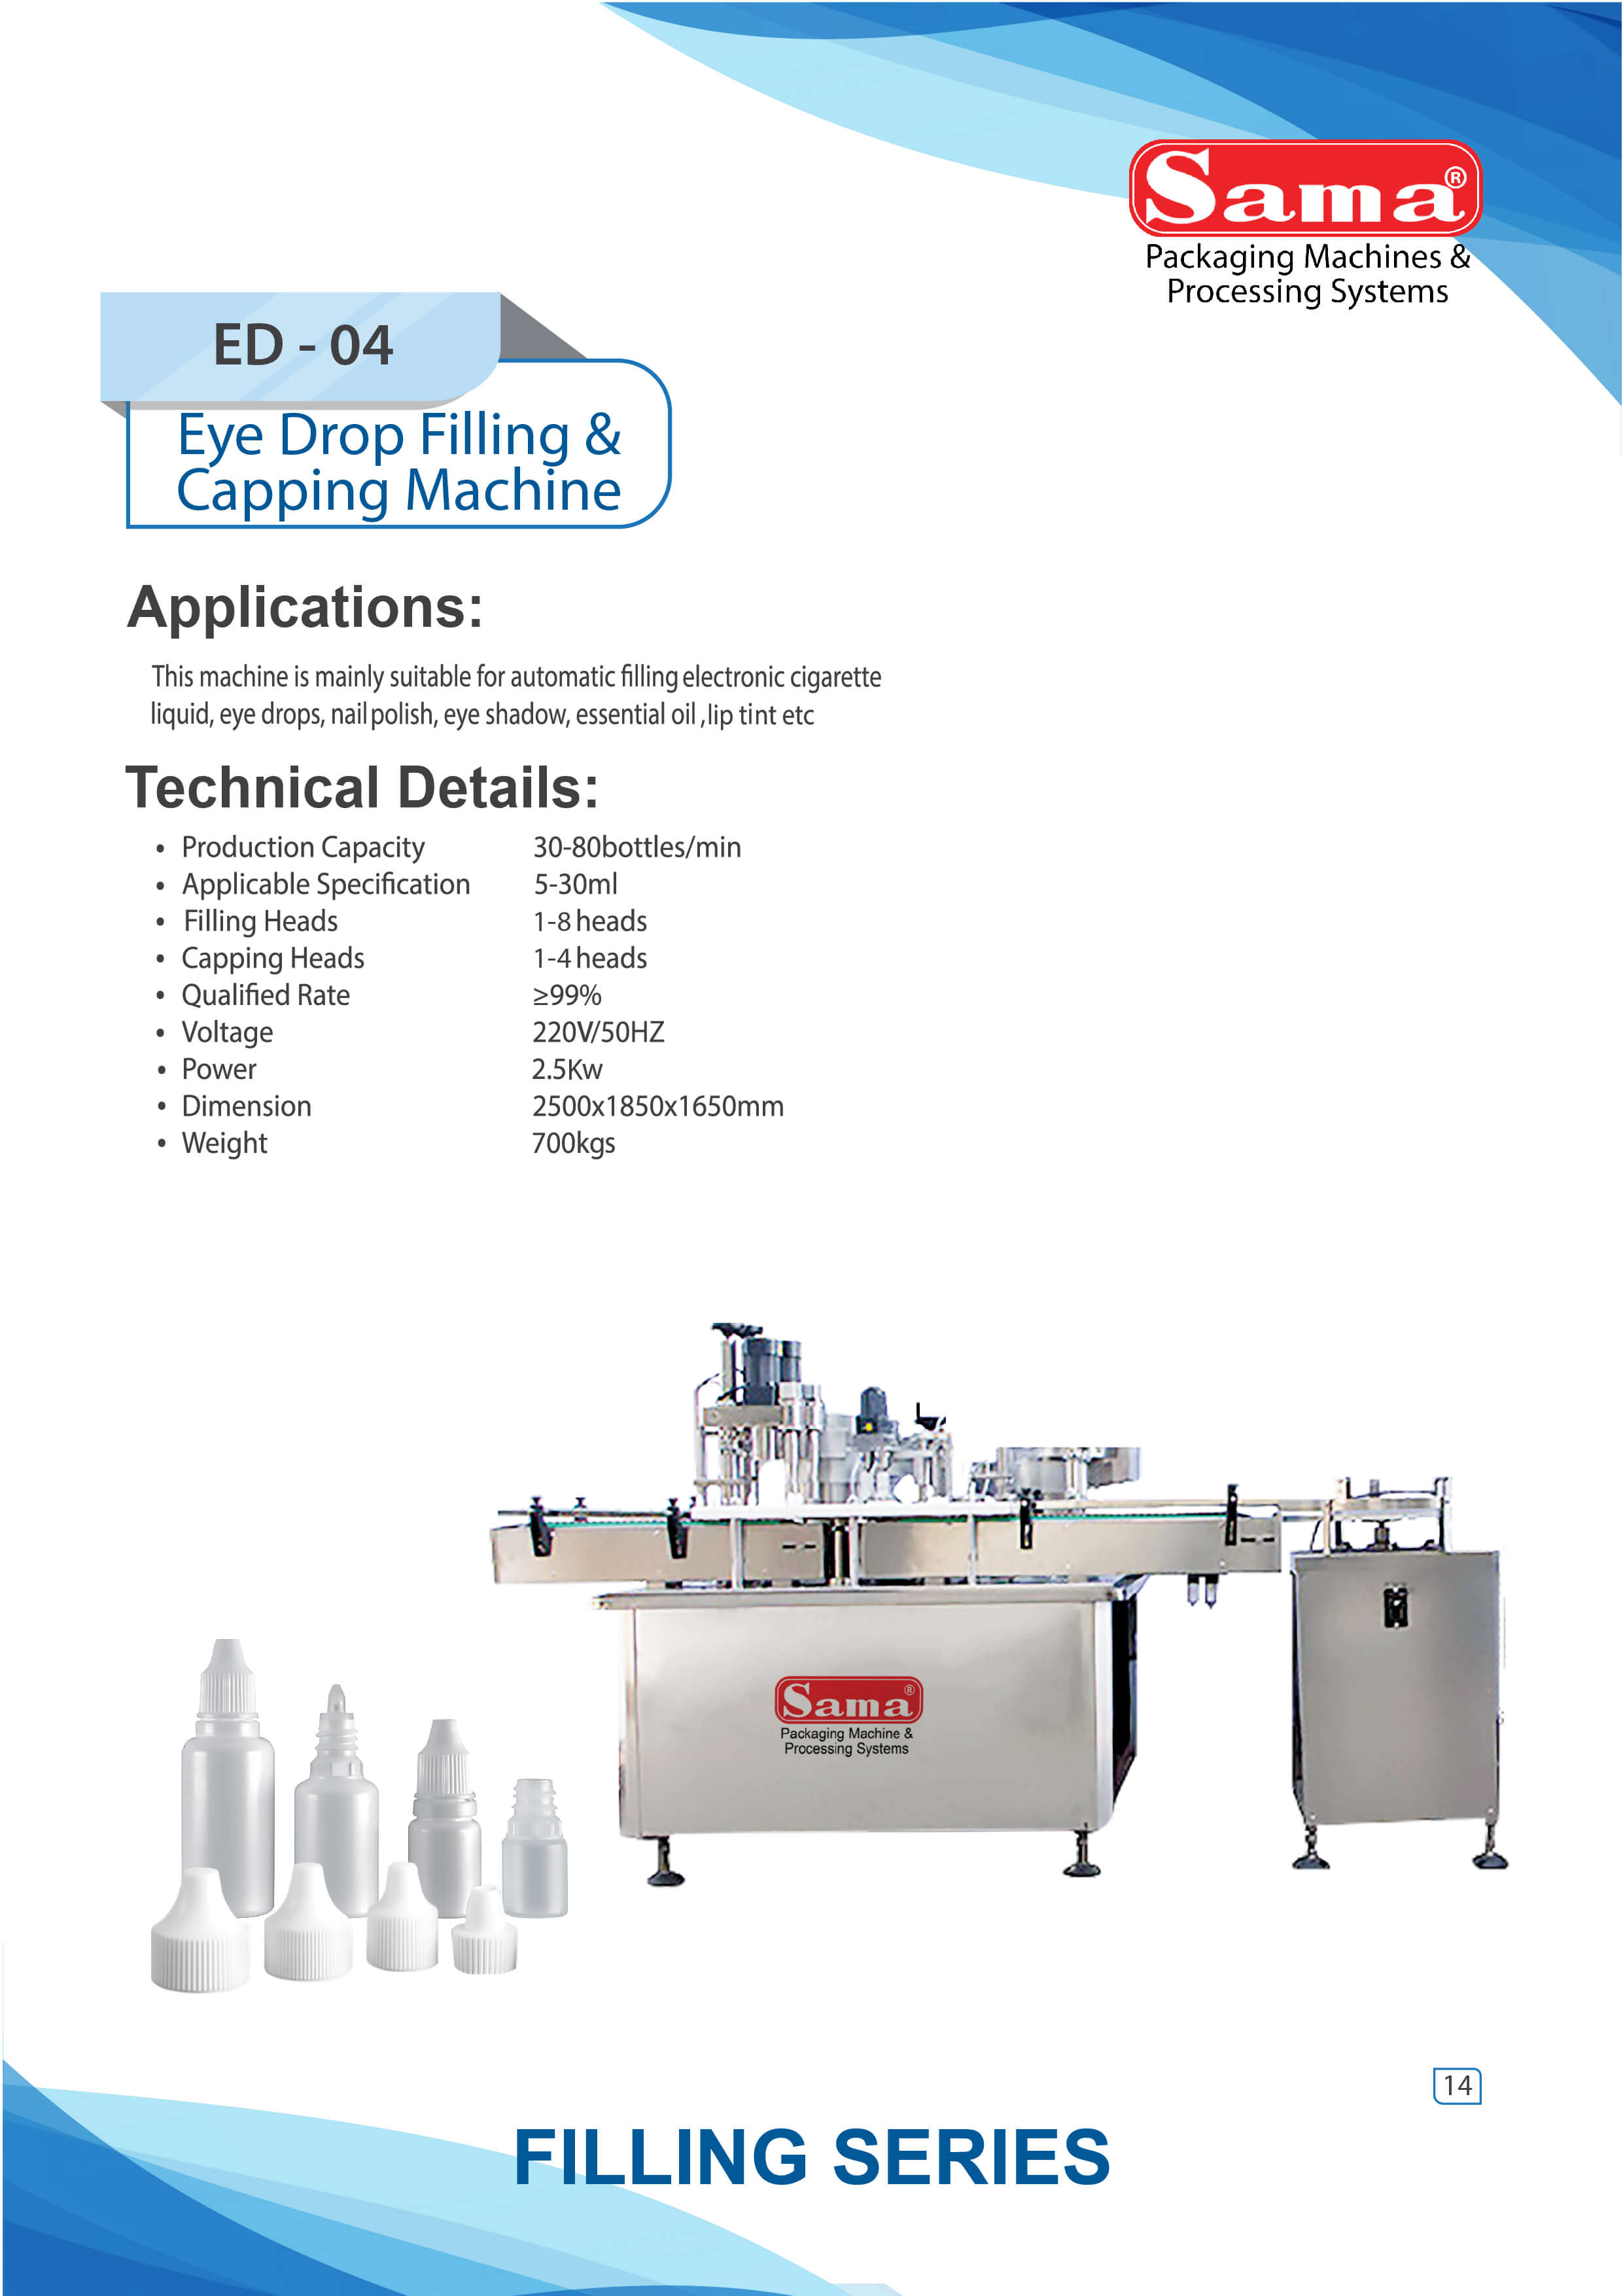 Sama®
Packaging Machines &
Processing Systems
ED - 04
Eye Drop Filling &
Capping Machine
Applications:
This machine is mainly suitable for automatic filling electronic cigarette
liquid, eye drops, nail polish, eye shadow, essential oil ,lip tint etc
Technical Details:
• Production Capacity 30-80bottles/min
• Applicable Specification 5-30ml
• Filling Heads 1-8 heads
• Capping Heads 1-4 heads
• Qualified Rate ≥99%
• Voltage 220V/50HZ
• Power 2.5Kw
• Dimension 2500x1850x1650mm
• Weight 700kgs
Sama®
Packaging Machine &
Processing Systems
14
FILLING SERIES